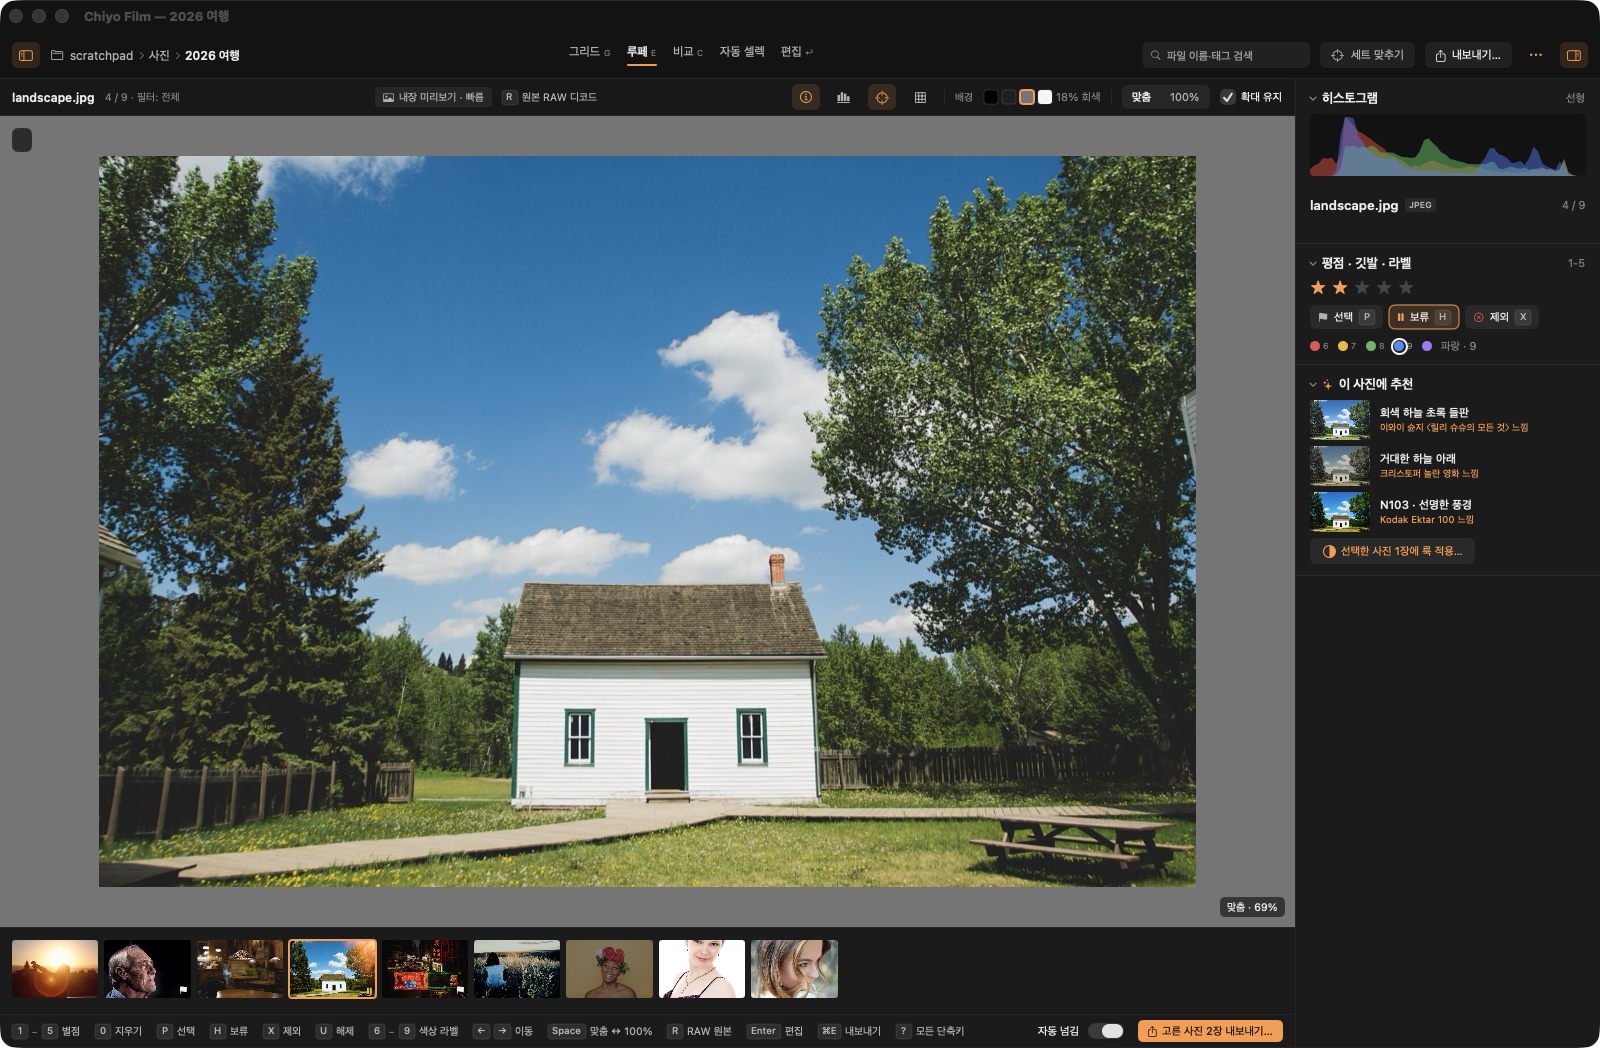 Chiyo Film — 2026 여행
scratchpad › 사진 › 2026 여행
그리드 G 루페 E 비교 C 자동 셀렉 편집 ↩
파일 이름·태그 검색
세트 맞추기
내보내기...
landscape.jpg 4 / 9 · 필터: 전체
내장 미리보기 · 빠름
R 원본 RAW 디코드
배경 18% 회색
맞춤 100%
확대 유지
맞춤 · 69%
히스토그램 선형
landscape.jpg JPEG 4 / 9
평점 · 깃발 · 라벨 1-5
선택 P 보류 H 제외 X
6 7 8 9 파랑 · 9
이 사진에 추천
회색 하늘 초록 들판
이와이 슌지 〈릴리 슈슈의 모든 것〉 느낌
거대한 하늘 아래
크리스토퍼 놀란 영화 느낌
N103 · 선명한 풍경
Kodak Ektar 100 느낌
선택한 사진 1장에 룩 적용...
1 – 5 별점 0 지우기 P 선택 H 보류 X 제외 U 해제 6 – 9 색상 라벨 ← → 이동 Space 맞춤 ↔ 100% R RAW 원본 Enter 편집 ⌘E 내보내기 ? 모든 단축키
자동 넘김
고른 사진 2장 내보내기...